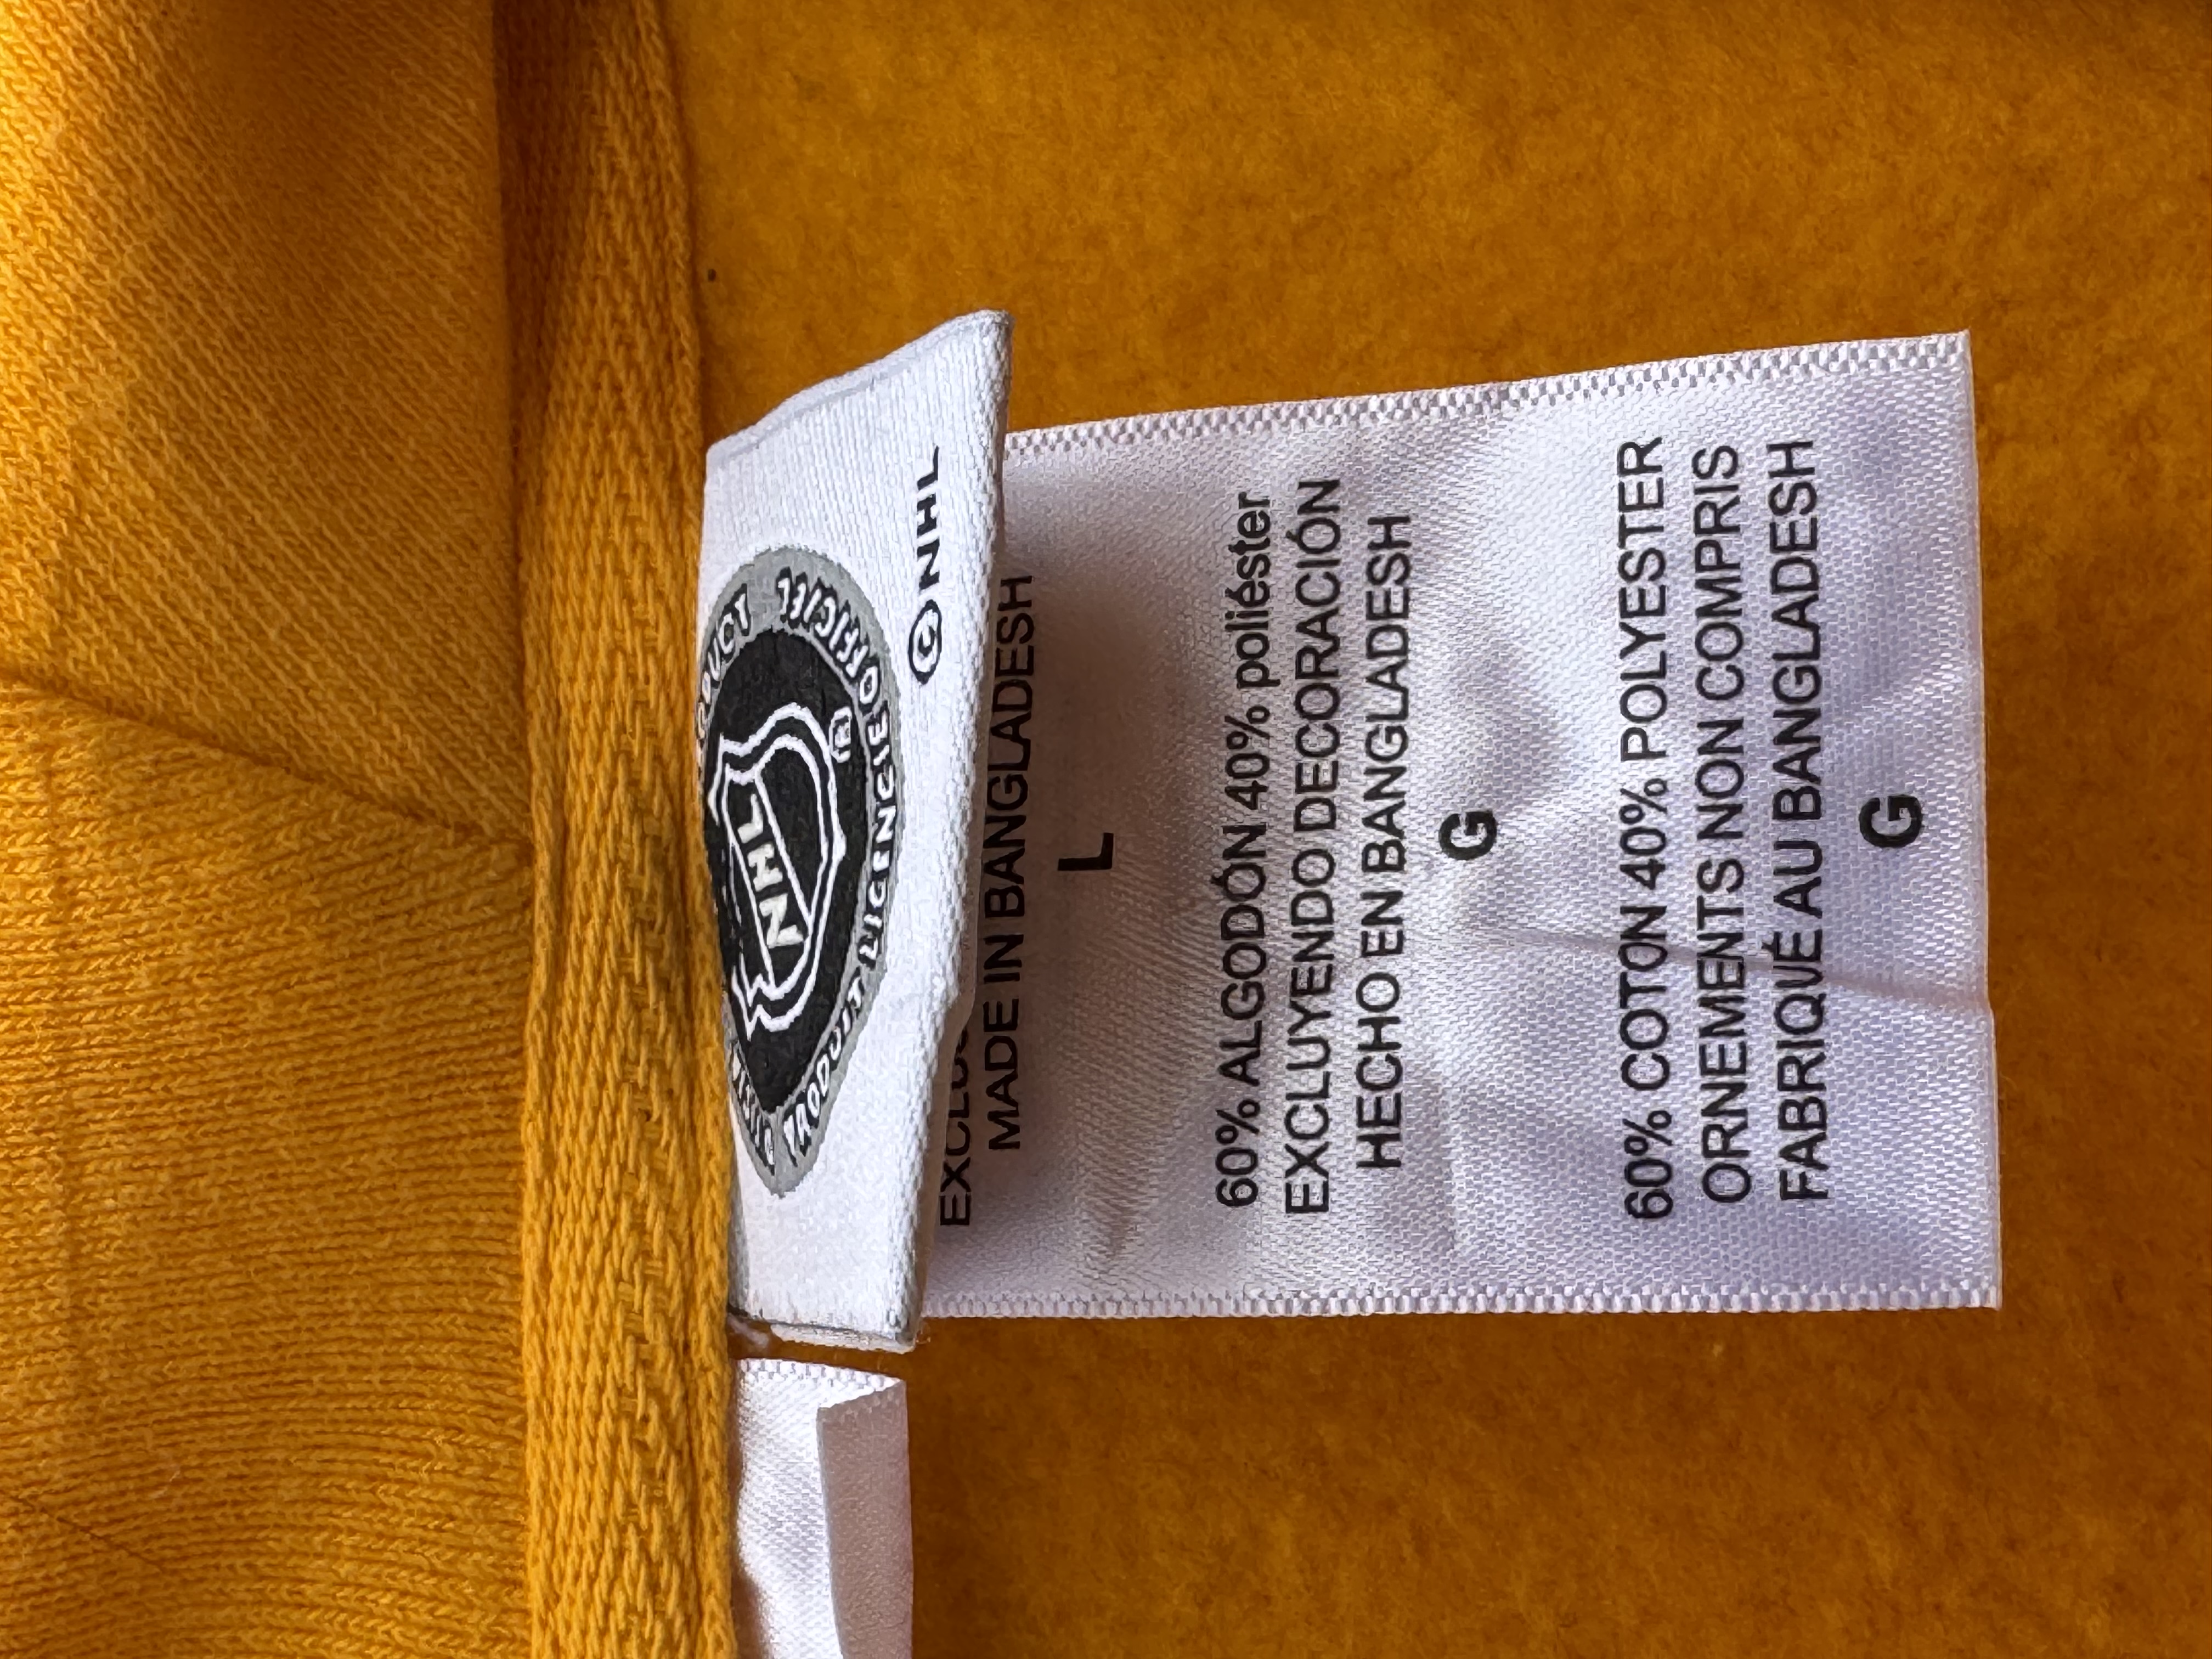 NHL
®
PRODUIT LICENCIE OFFICIEL
© NHL
MADE IN BANGLADESH
L
60% ALGODÓN 40% poliéster
EXCLUYENDO DECORACIÓN
HECHO EN BANGLADESH
G
60% COTON 40% POLYESTER
ORNEMENTS NON COMPRIS
FABRIQUÉ AU BANGLADESH
G